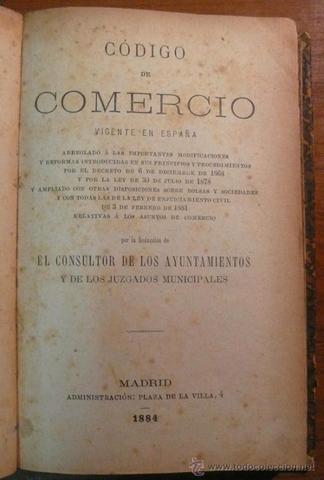 CÓDIGO
DE
COMERCIO
VIGENTE EN ESPAÑA
ARREGLADO Á LAS IMPORTANTES MODIFICACIONES
Y REFORMAS INTRODUCIDAS EN SUS PRINCIPIOS Y PROCEDIMIENTOS
POR EL DECRETO DE 6 DE DICIEMBRE DE 1868
Y POR LA LEY DE 30 DE JULIO DE 1878
Y AMPLIADO CON OTRAS DISPOSICIONES SOBRE BOLSAS Y SOCIEDADES
Y CON TODAS LAS DE LA LEY DE ENJUICIAMIENTO CIVIL
DE 3 DE FEBRERO DE 1881
RELATIVAS Á LOS ASUNTOS DE COMERCIO
por la Redacción de
EL CONSULTOR DE LOS AYUNTAMIENTOS
Y DE LOS JUZGADOS MUNICIPALES
MADRID
ADMINISTRACIÓN: PLAZA DE LA VILLA, 4
1884
todocoleccion
www.todocoleccion.net